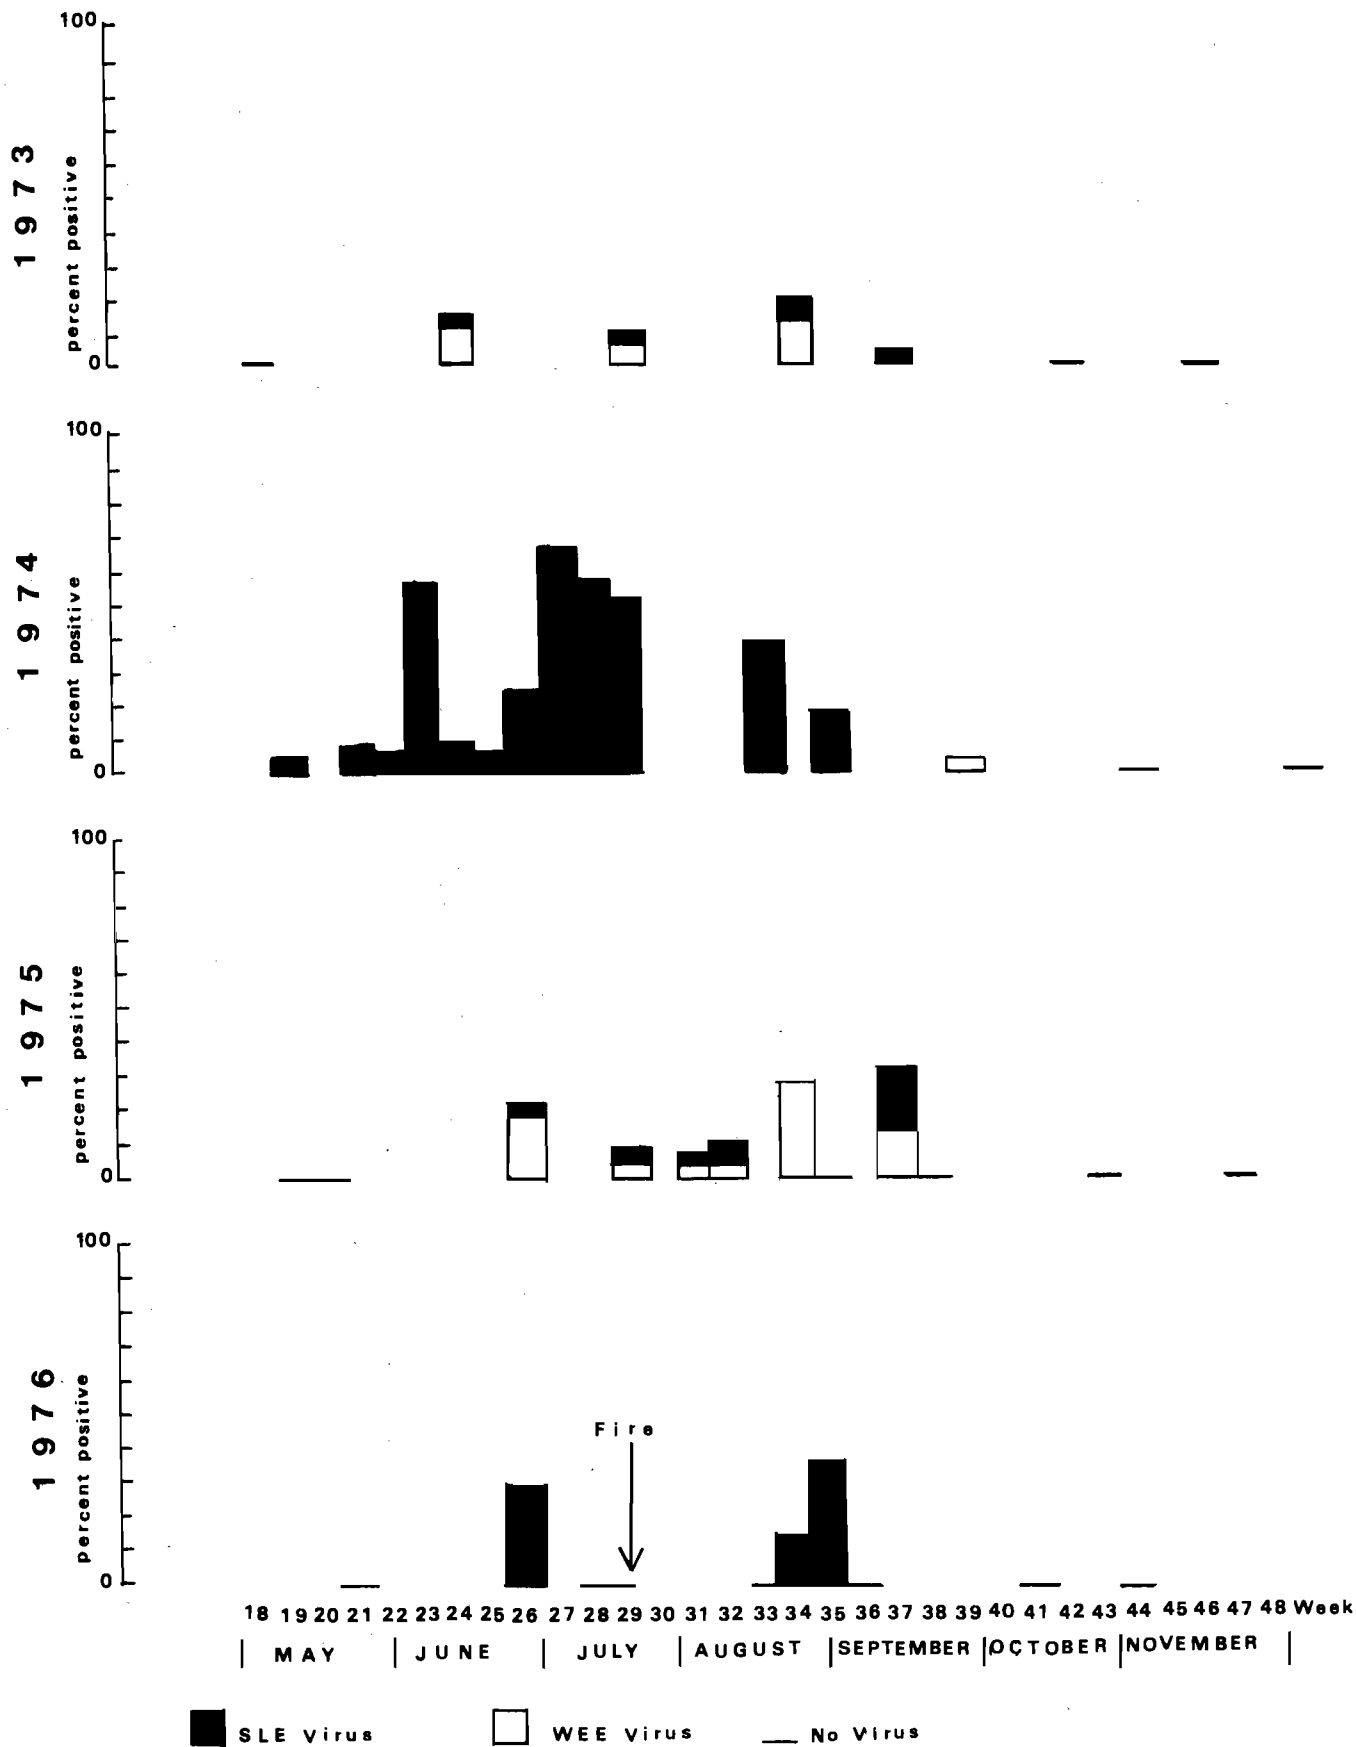 100
1973
percent positive
0
100
1974
percent positive
0
100
1975
percent positive
0
100
1976
percent positive
Fire
0
18 19 20 21 22 23 24 25 26 27 28 29 30 31 32 33 34 35 36 37 38 39 40 41 42 43 44 45 46 47 48 Week
MAY JUNE JULY AUGUST SEPTEMBER OCTOBER NOVEMBER
SLE Virus WEE Virus No Virus